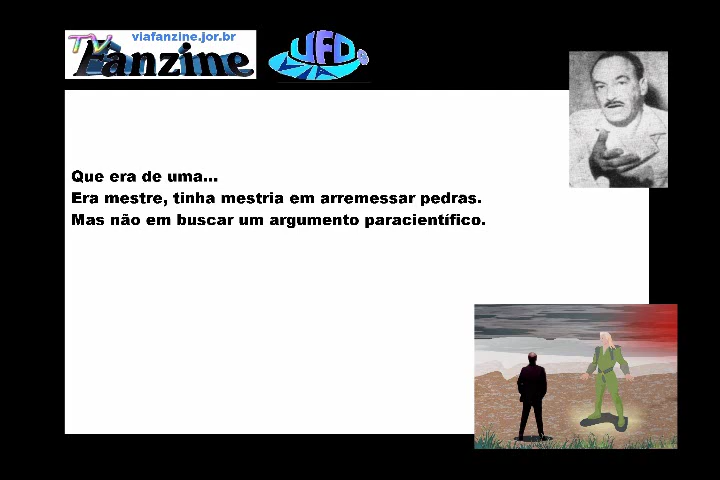 viafanzine.jor.br
TV Fanzine
UFO
VIA
Que era de uma...
Era mestre, tinha mestria em arremessar pedras.
Mas não em buscar um argumento paracientífico.